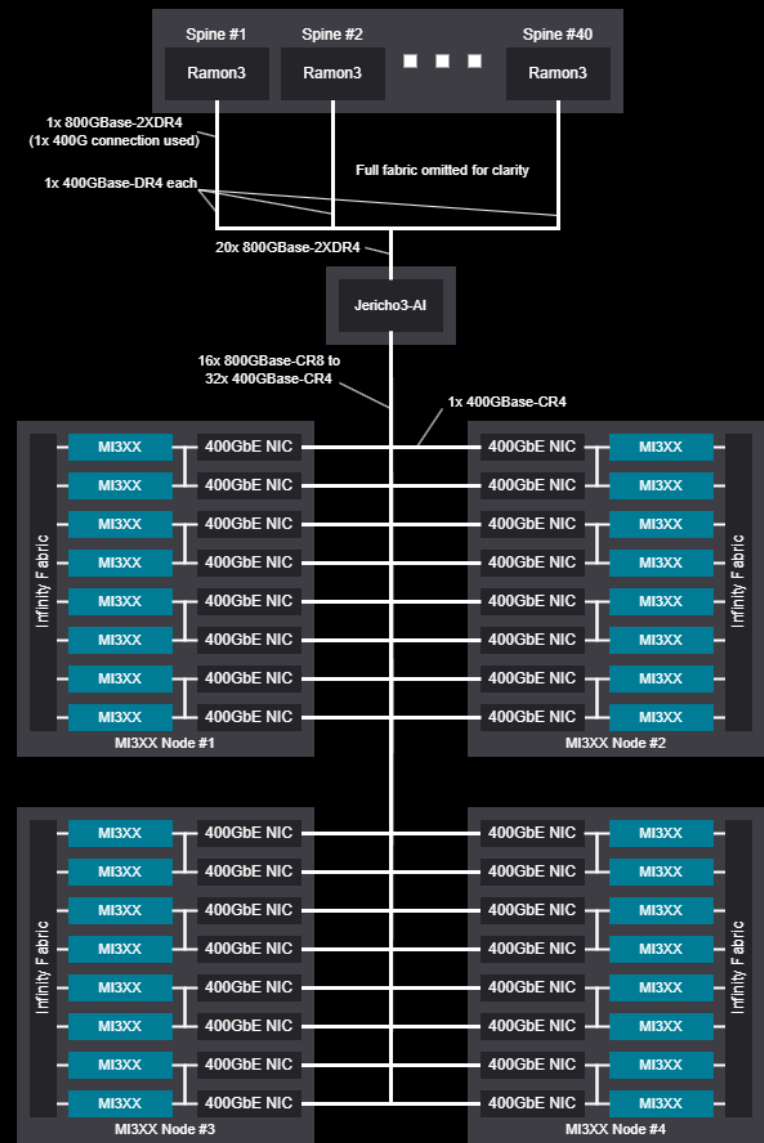 Spine #1 Spine #2 Spine #40
Ramon3 Ramon3 Ramon3
1x 800GBase-2XDR4
(1x 400G connection used)
Full fabric omitted for clarity
1x 400GBase-DR4 each
20x 800GBase-2XDR4
Jericho3-AI
16x 800GBase-CR8 to
32x 400GBase-CR4
1x 400GBase-CR4
Infinity Fabric
MI3XX 400GbE NIC 400GbE NIC MI3XX
MI3XX 400GbE NIC 400GbE NIC MI3XX
MI3XX 400GbE NIC 400GbE NIC MI3XX
MI3XX 400GbE NIC 400GbE NIC MI3XX
MI3XX 400GbE NIC 400GbE NIC MI3XX
MI3XX 400GbE NIC 400GbE NIC MI3XX
MI3XX 400GbE NIC 400GbE NIC MI3XX
MI3XX 400GbE NIC 400GbE NIC MI3XX
Infinity Fabric
MI3XX Node #1 MI3XX Node #2
Infinity Fabric
MI3XX 400GbE NIC 400GbE NIC MI3XX
MI3XX 400GbE NIC 400GbE NIC MI3XX
MI3XX 400GbE NIC 400GbE NIC MI3XX
MI3XX 400GbE NIC 400GbE NIC MI3XX
MI3XX 400GbE NIC 400GbE NIC MI3XX
MI3XX 400GbE NIC 400GbE NIC MI3XX
MI3XX 400GbE NIC 400GbE NIC MI3XX
MI3XX 400GbE NIC 400GbE NIC MI3XX
Infinity Fabric
MI3XX Node #3 MI3XX Node #4